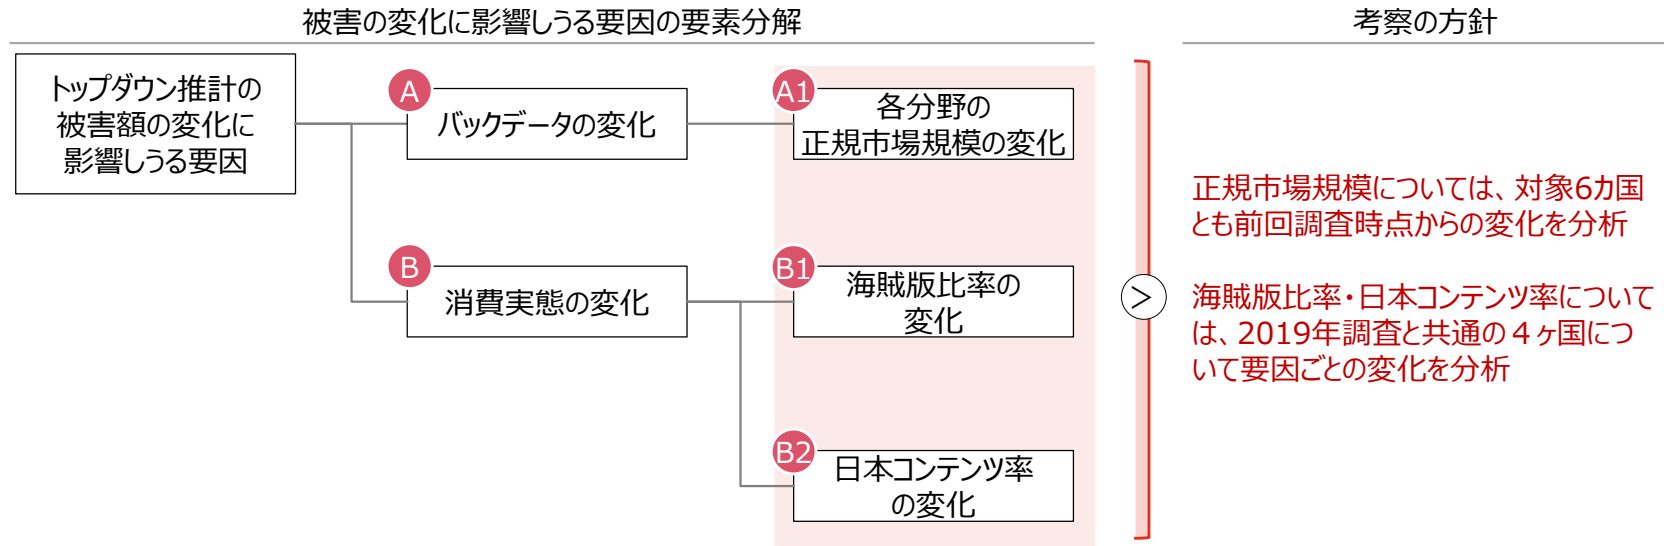 被害の変化に影響しうる要因の要素分解
考察の方針
トップダウン推計の
被害額の変化に
影響しうる要因
A
バックデータの変化
A1
各分野の
正規市場規模の変化
B
消費実態の変化
B1
海賊版比率の
変化
B2
日本コンテンツ率
の変化
>
正規市場規模については、対象6カ国
とも前回調査時点からの変化を分析
海賊版比率・日本コンテンツ率について
は、2019年調査と共通の４ヶ国につ
いて要因ごとの変化を分析